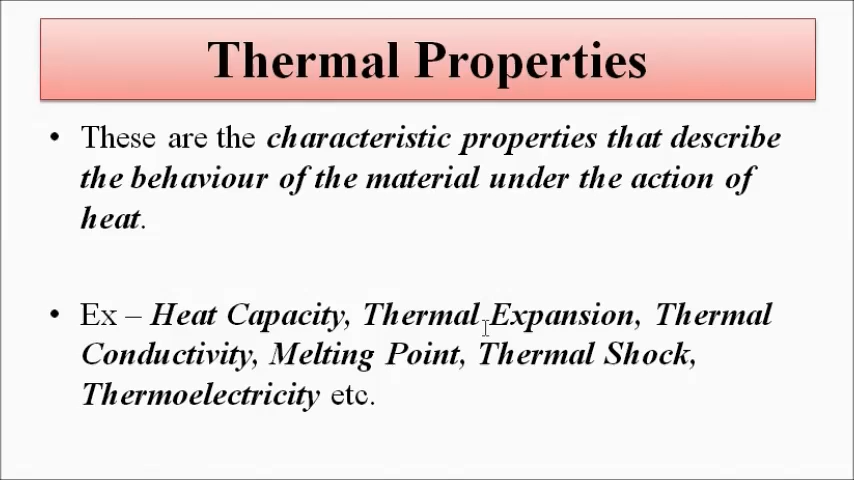 Thermal Properties
• These are the characteristic properties that describe
the behaviour of the material under the action of
heat.
• Ex – Heat Capacity, Thermal Expansion, Thermal
Conductivity, Melting Point, Thermal Shock,
Thermoelectricity etc.